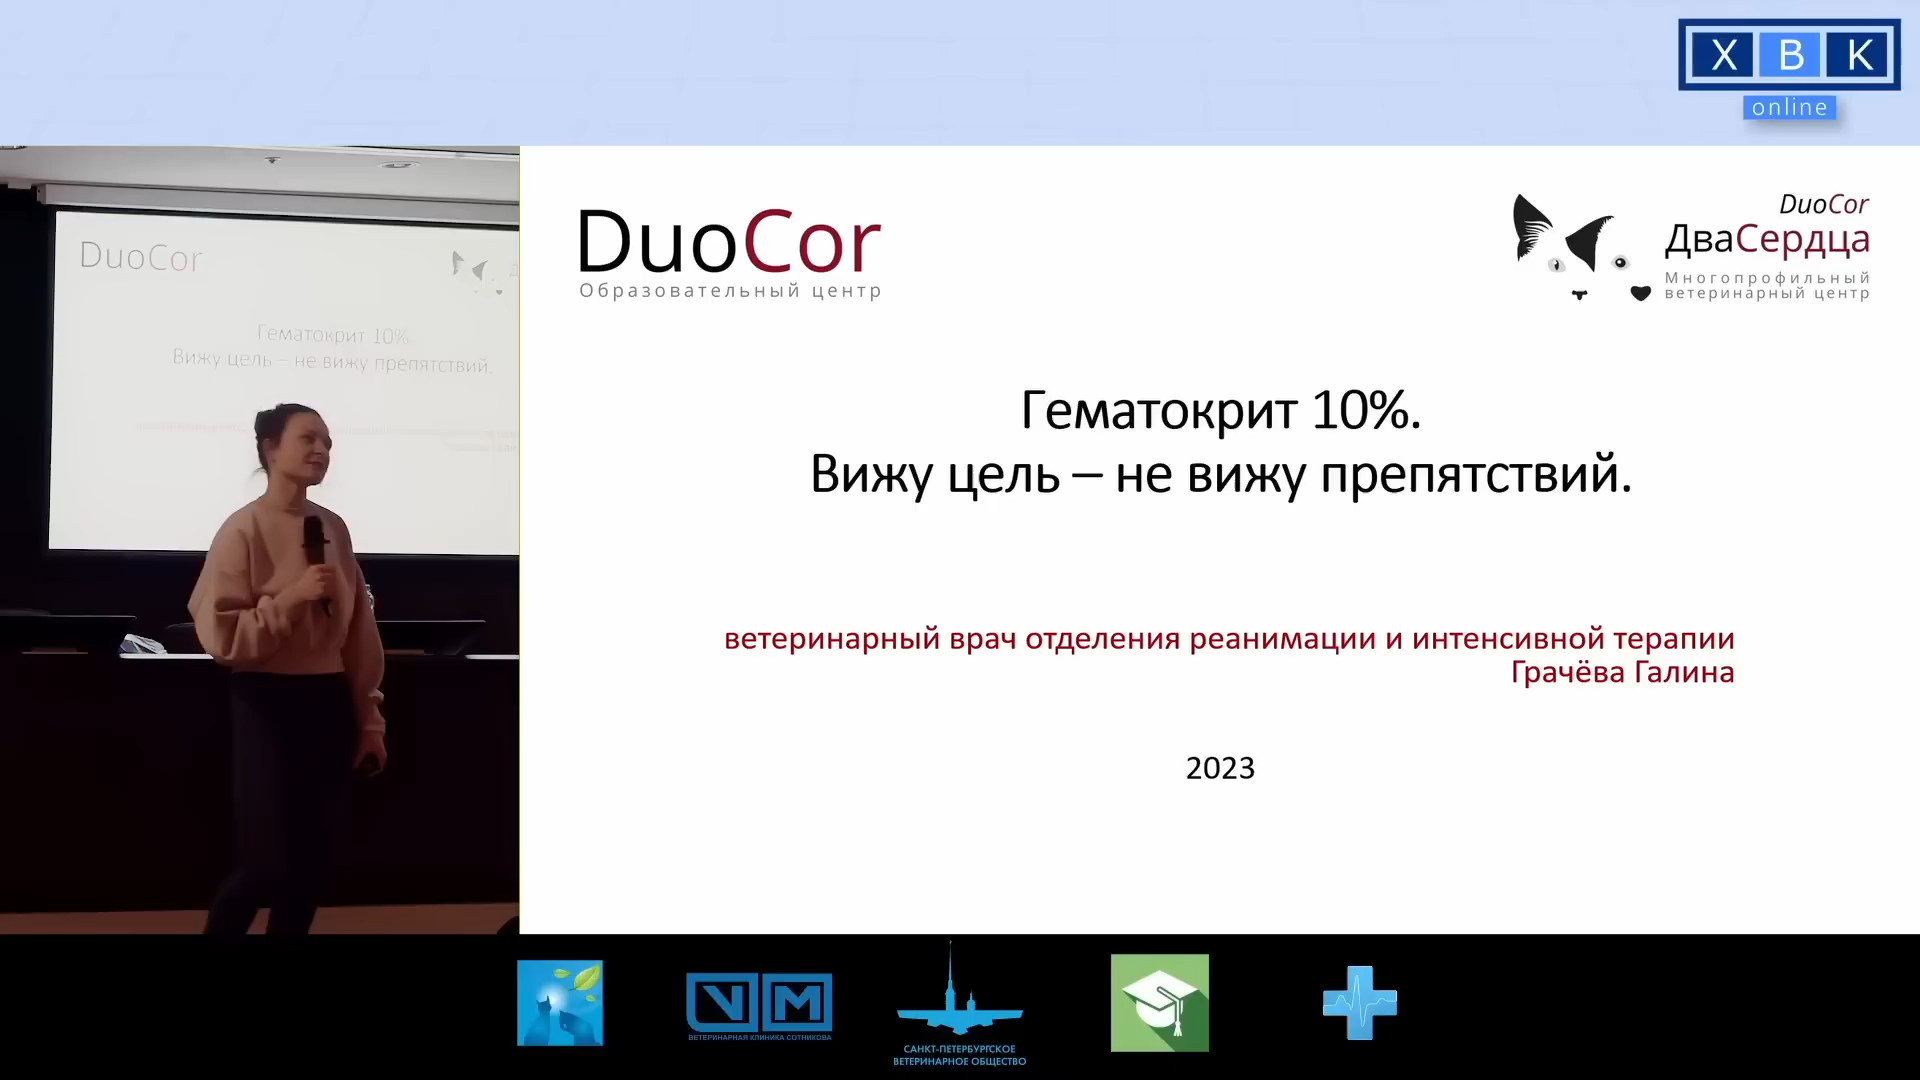 Х В К
online
DuoCor
Образовательный центр
DuoCor
ДваСердца
Многопрофильный
ветеринарный центр
Гематокрит 10%.
Вижу цель – не вижу препятствий.
ветеринарный врач отделения реанимации и интенсивной терапии
Грачёва Галина
2023
DuoCor
Гематокрит 10%.
Вижу цель – не вижу препятствий.
VM
ВЕТЕРИНАРНАЯ КЛИНИКА СОТНИКОВА
САНКТ-ПЕТЕРБУРГСКОЕ
ВЕТЕРИНАРНОЕ ОБЩЕСТВО